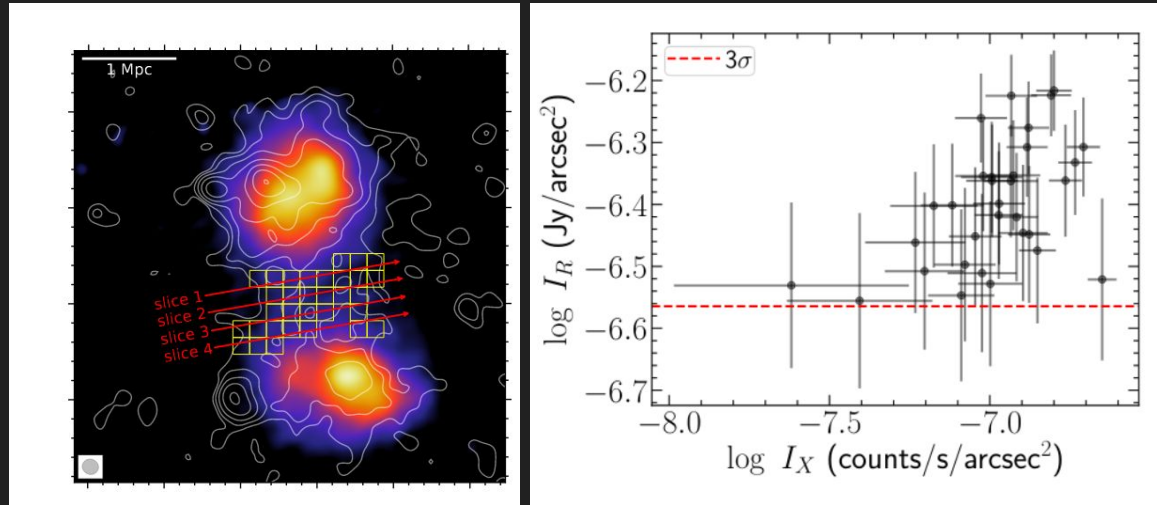 1 Mpc
slice 1
slice 2
slice 3
slice 4
3σ
−6.2
−6.3
−6.4
−6.5
−6.6
−6.7
log I_R (Jy/arcsec²)
−8.0 −7.5 −7.0
log I_X (counts/s/arcsec²)